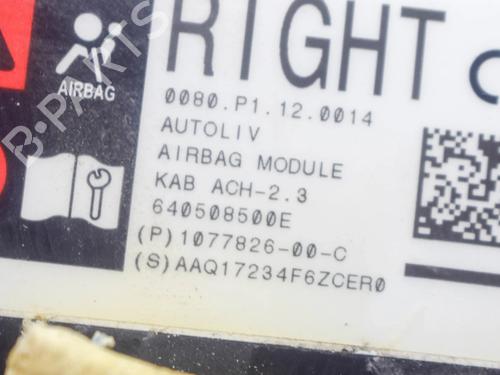 RIGHT
AIRBAG
0080.P1.12.0014
AUTOLIV
AIRBAG MODULE
KAB ACH-2.3
640508500E
(P)1077826-00-C
(S)AAQ17234F6ZCER0
B-PARTS